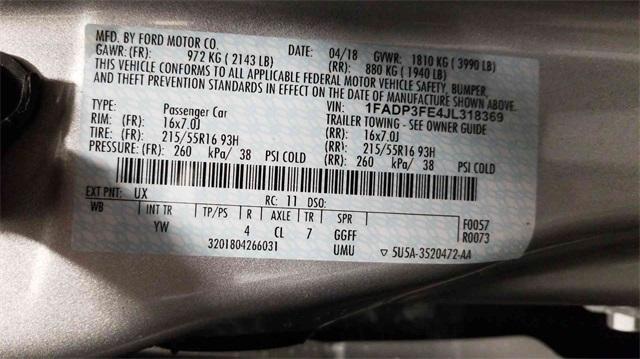 MFD. BY FORD MOTOR CO. DATE: 04/18 GVWR: 1810 KG ( 3990 LB)
GAWR: (FR): 972 KG ( 2143 LB) (RR): 880 KG ( 1940 LB)
THIS VEHICLE CONFORMS TO ALL APPLICABLE FEDERAL MOTOR VEHICLE SAFETY, BUMPER,
AND THEFT PREVENTION STANDARDS IN EFFECT ON THE DATE OF MANUFACTURE SHOWN ABOVE
TYPE: Passenger Car VIN: 1FADP3FE4JL318369
TRAILER TOWING - SEE OWNER GUIDE
RIM: (FR): 16x7.0J (RR): 16x7.0J
TIRE: (FR): 215/55R16 93H (RR): 215/55R16 93H
PRESSURE: (FR): 260 kPa/ 38 PSI COLD (RR): 260 kPa/ 38 PSI COLD
EXT PNT: UX RC: 11 DSO:
WB INT TR TP/PS R AXLE TR SPR F0057
YW 4 CL 7 GGFF R0073
3201804266031 UMU ▽ 5U5A-3520472-AA